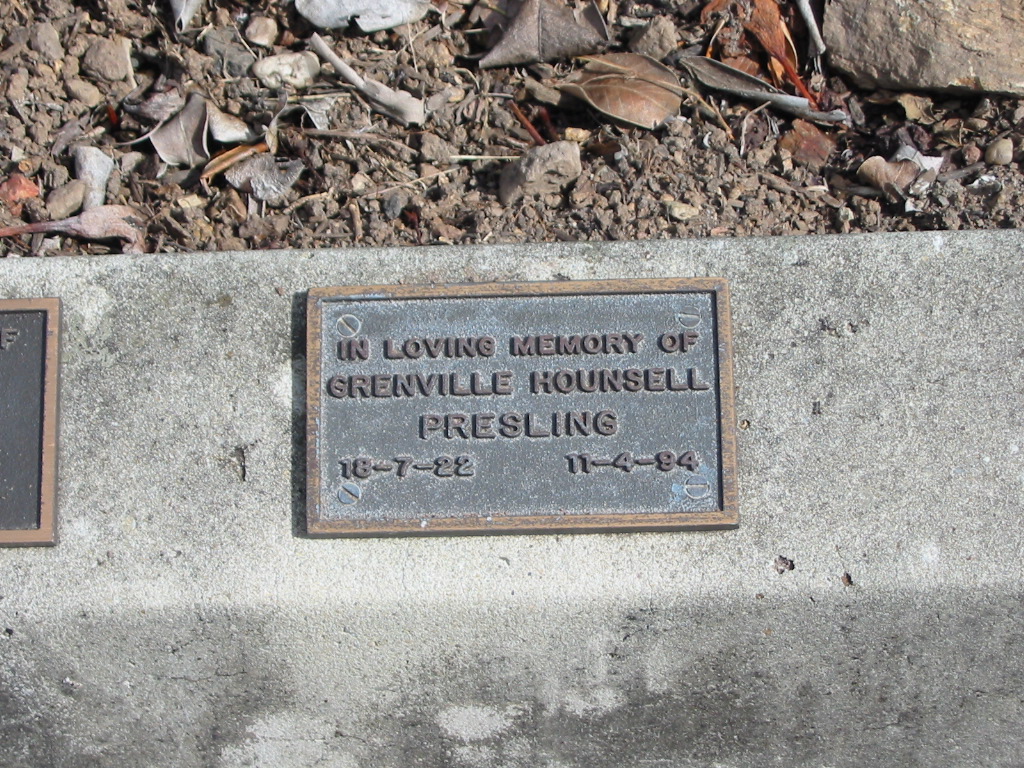 IN LOVING MEMORY OF
GRENVILLE HOUNSELL
PRESLING
18-7-22 11-4-94
F